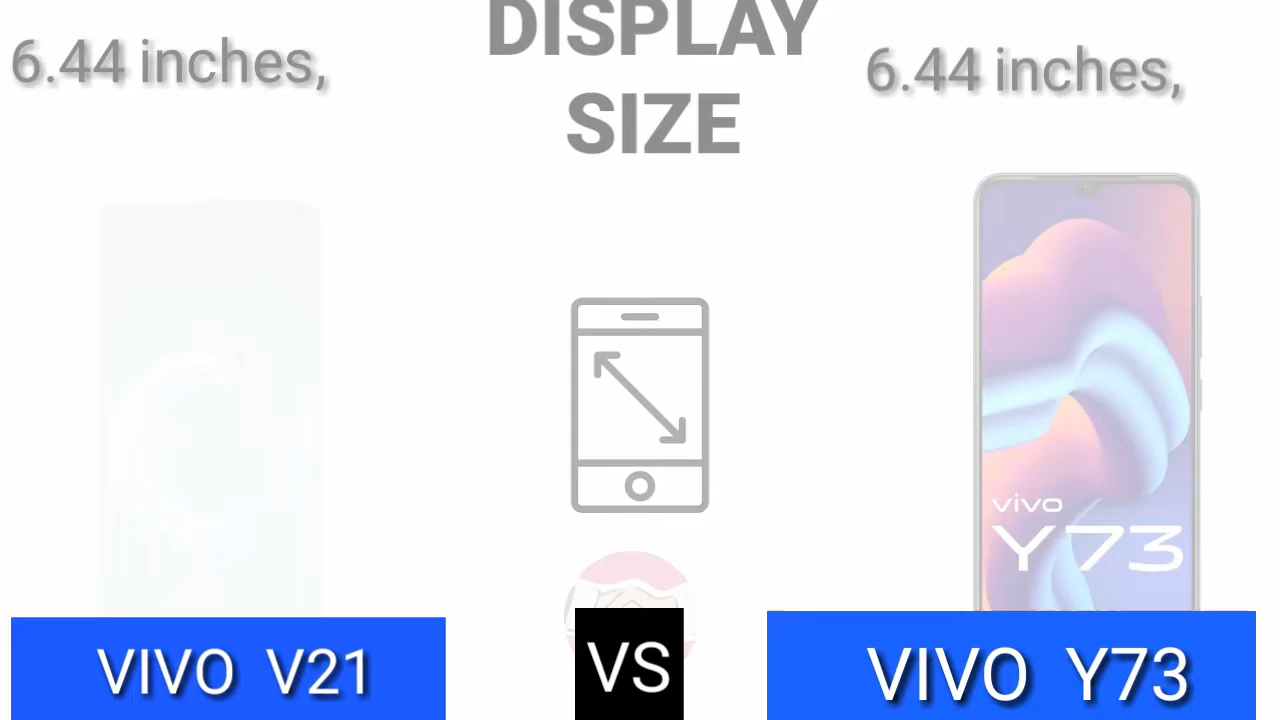 DISPLAY
SIZE
6.44 inches,
6.44 inches,
vivo
Y73
VIVO V21
VS
VIVO Y73